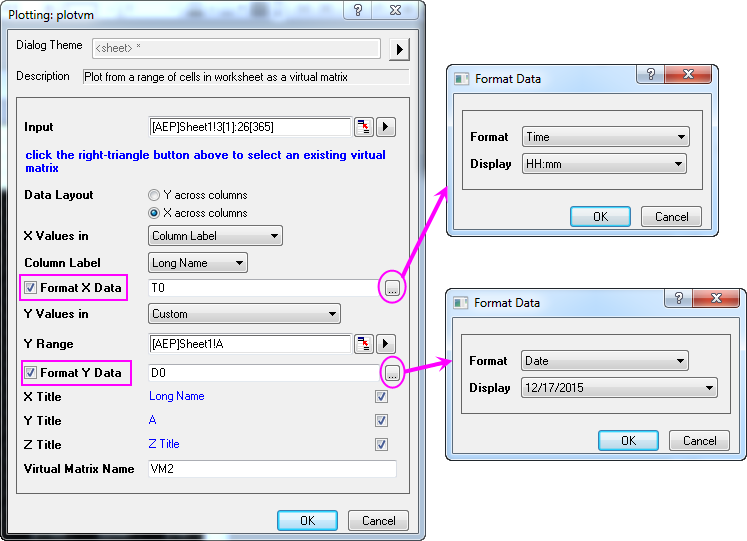 Plotting: plotvm
Dialog Theme <sheet> *
Description Plot from a range of cells in worksheet as a virtual matrix
Input [AEP]Sheet1!3[1]:26[365]
click the right-triangle button above to select an existing virtual
matrix
Data Layout Y across columns
X across columns
X Values in Column Label
Column Label Long Name
Format X Data T0 ...
Y Values in Custom
Y Range [AEP]Sheet1!A
Format Y Data D0 ...
X Title Long Name
Y Title A
Z Title Z Title
Virtual Matrix Name VM2
OK Cancel
Format Data
Format Time
Display HH:mm
OK Cancel
Format Data
Format Date
Display 12/17/2015
OK Cancel